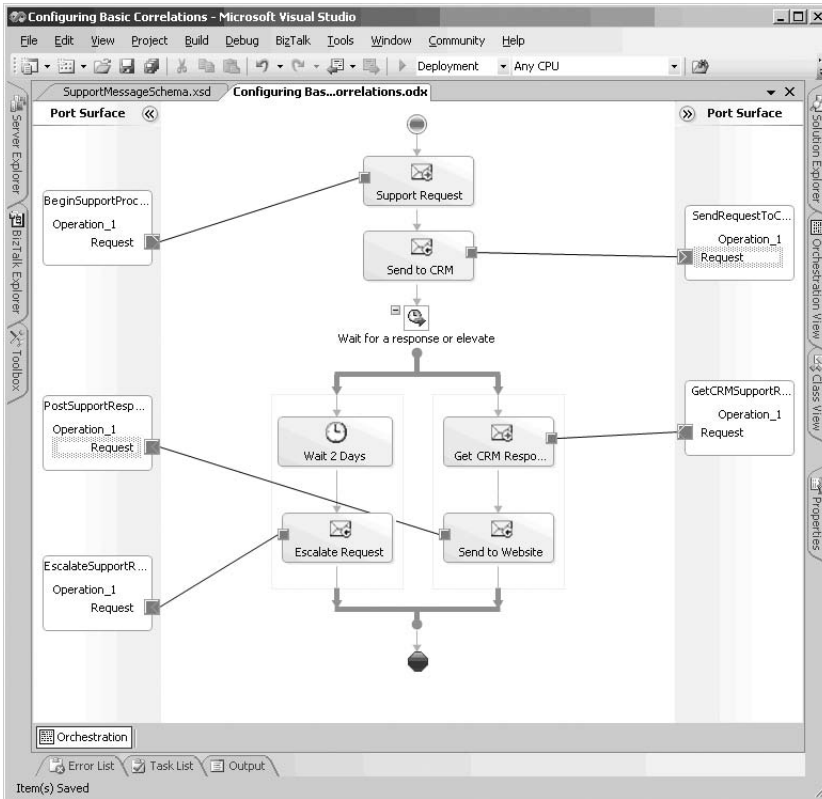 Configuring Basic Correlations - Microsoft Visual Studio
File Edit View Project Build Debug BizTalk Tools Window Community Help
Deployment Any CPU
SupportMessageSchema.xsd Configuring Bas...orrelations.odx
Port Surface
Port Surface
Server Explorer
BizTalk Explorer
Toolbox
Solution Explorer
Orchestration View
Class View
Properties
Support Request
BeginSupportProc...
Operation_1
Request
SendRequestToC...
Operation_1
Request
Send to CRM
Wait for a response or elevate
PostSupportResp...
Operation_1
Request
GetCRMSupportR...
Operation_1
Request
Wait 2 Days
Get CRM Respo...
Escalate Request
Send to Website
EscalateSupportR...
Operation_1
Request
Orchestration
Error List Task List Output
Item(s) Saved